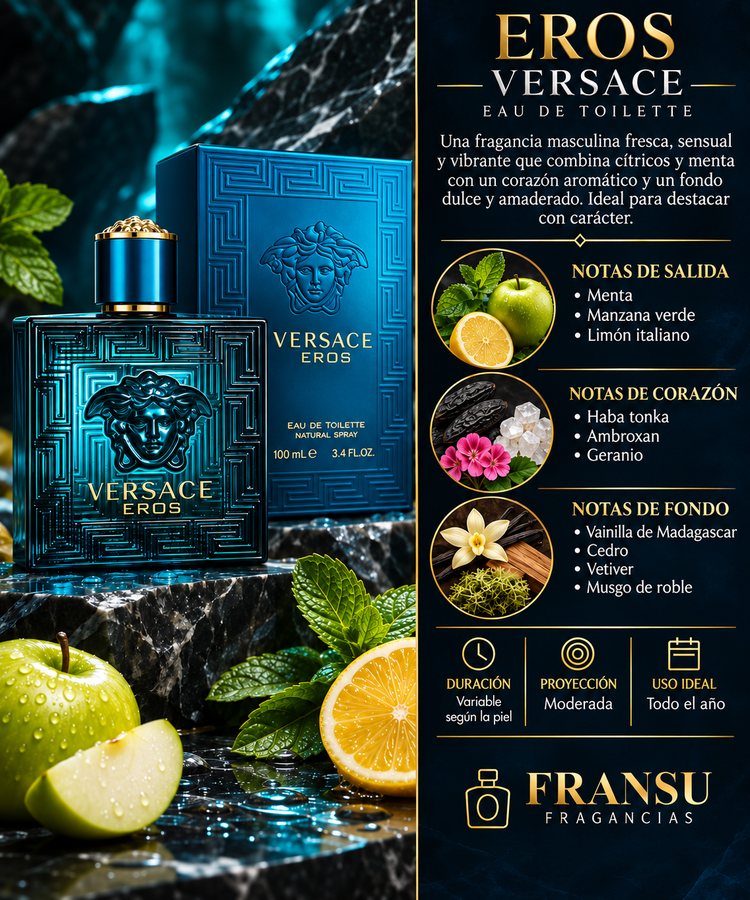 VERSACE
EROS
EAU DE TOILETTE
NATURAL SPRAY
100 mL e 3.4 FL.OZ.
VERSACE
EROS
EROS
VERSACE
EAU DE TOILETTE
Una fragancia masculina fresca, sensual
y vibrante que combina cítricos y menta
con un corazón aromático y un fondo
dulce y amaderado. Ideal para destacar
con carácter.
NOTAS DE SALIDA
• Menta
• Manzana verde
• Limón italiano
NOTAS DE CORAZÓN
• Haba tonka
• Ambroxan
• Geranio
NOTAS DE FONDO
• Vainilla de Madagascar
• Cedro
• Vetiver
• Musgo de roble
DURACIÓN
Variable
según la piel
PROYECCIÓN
Moderada
USO IDEAL
Todo el año
FRANSU
FRAGANCIAS